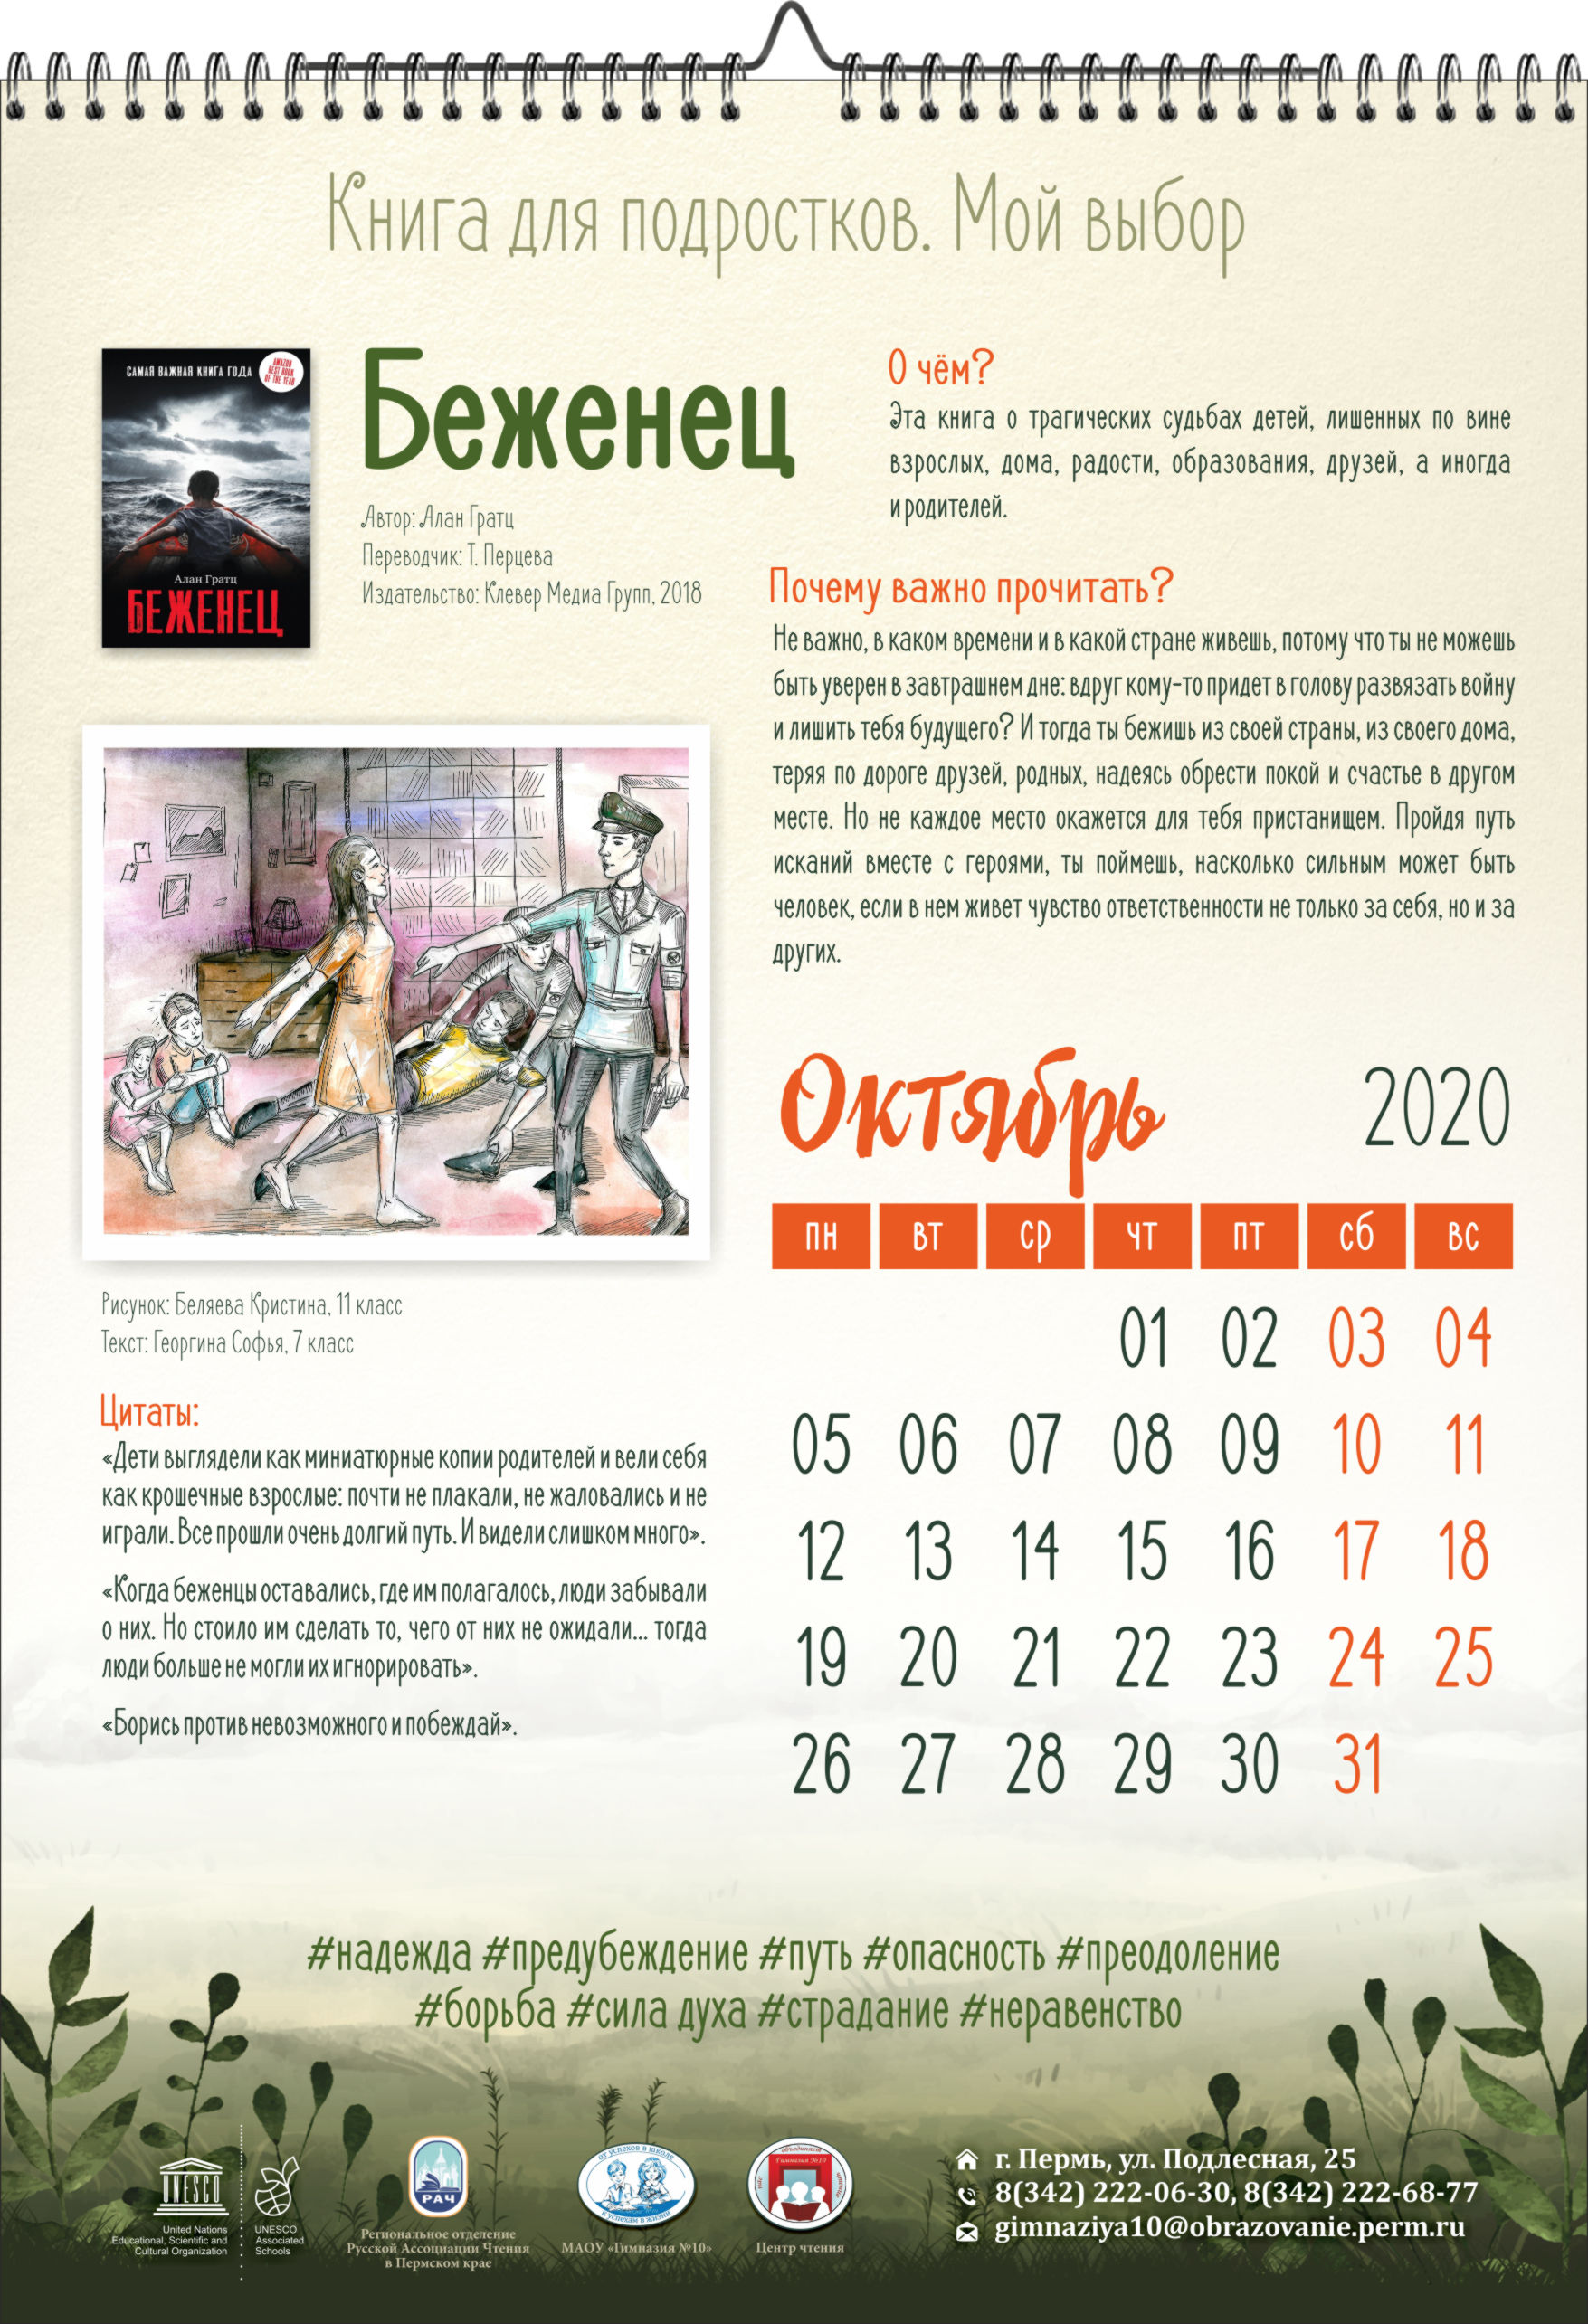 Книга для подростков. Мой выбор
САМАЯ ВАЖНАЯ КНИГА ГОДА
AMAZON
BEST BOOK
OF THE YEAR
Алан Гратц
БЕЖЕНЕЦ
Беженец
Автор: Алан Гратц
Переводчик: Т. Перцева
Издательство: Клевер Медиа Групп, 2018
О чём?
Эта книга о трагических судьбах детей, лишенных по вине
взрослых, дома, радости, образования, друзей, а иногда
и родителей.
Почему важно прочитать?
Не важно, в каком времени и в какой стране живешь, потому что ты не можешь
быть уверен в завтрашнем дне: вдруг кому-то придет в голову развязать войну
и лишить тебя будущего? И тогда ты бежишь из своей страны, из своего дома,
теряя по дороге друзей, родных, надеясь обрести покой и счастье в другом
месте. Но не каждое место окажется для тебя пристанищем. Пройдя путь
исканий вместе с героями, ты поймешь, насколько сильным может быть
человек, если в нем живет чувство ответственности не только за себя, но и за
других.
Рисунок: Беляева Кристина, 11 класс
Текст: Георгина Софья, 7 класс
Цитаты:
«Дети выглядели как миниатюрные копии родителей и вели себя
как крошечные взрослые: почти не плакали, не жаловались и не
играли. Все прошли очень долгий путь. И видели слишком много».
«Когда беженцы оставались, где им полагалось, люди забывали
о них. Но стоило им сделать то, чего от них не ожидали... тогда
люди больше не могли их игнорировать».
«Борись против невозможного и побеждай».
Октябрь 2020
пн вт ср чт пт сб вс
01 02 03 04
05 06 07 08 09 10 11
12 13 14 15 16 17 18
19 20 21 22 23 24 25
26 27 28 29 30 31
#надежда #предубеждение #путь #опасность #преодоление
#борьба #сила духа #страдание #неравенство
UNESCO
United Nations
Educational, Scientific and
Cultural Organization
UNESCO
Associated
Schools
РАЧ
Региональное отделение
Русской Ассоциации Чтения
в Пермском крае
от успехов в школе
к успехам в жизни
МАОУ «Гимназия №10»
объединяет
Гимназия №10
Центр чтения
г. Пермь, ул. Подлесная, 25
8(342) 222-06-30, 8(342) 222-68-77
gimnaziya10@obrazovanie.perm.ru